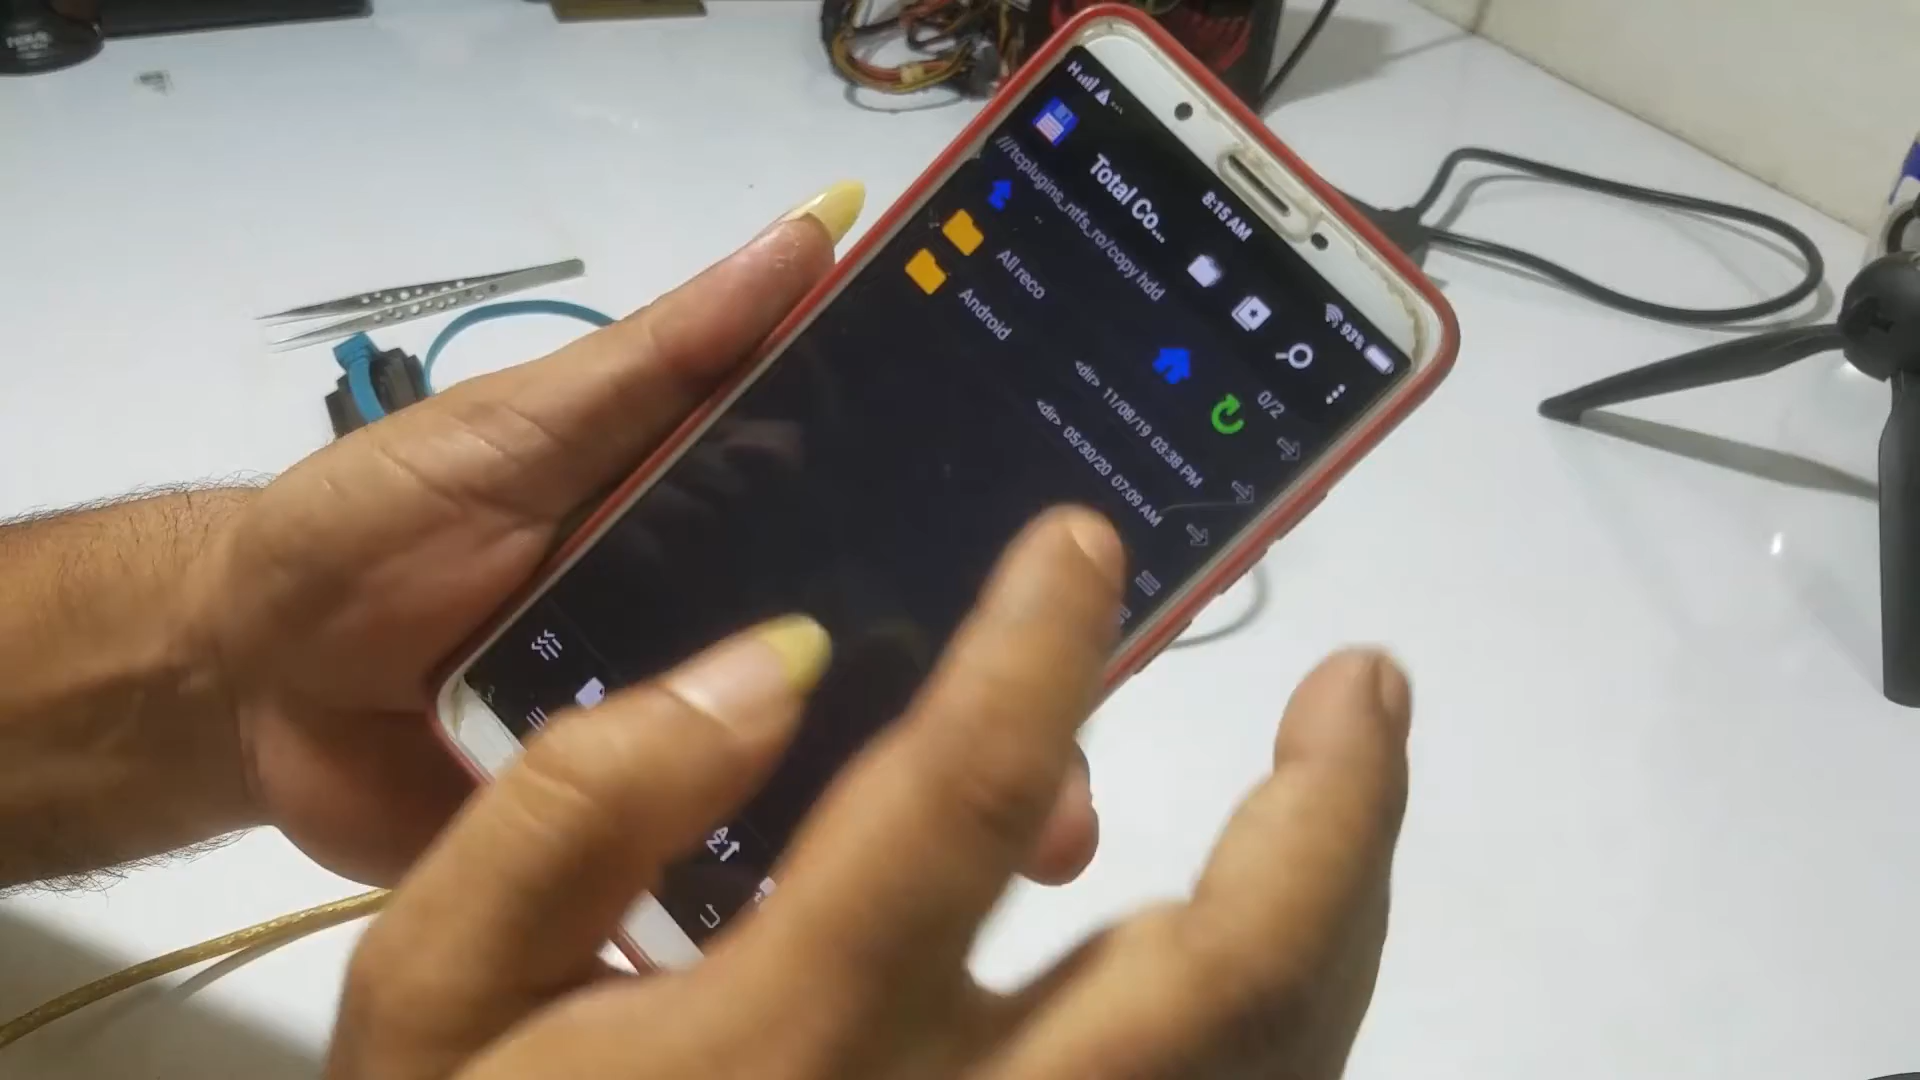 8:15 AM
93%
Total Co...
///tcplugins_ntfs_ro/copy hdd
0/2
..
All reco
<dir> 11/08/19 03:38 PM
Android
<dir> 05/30/20 07:09 AM